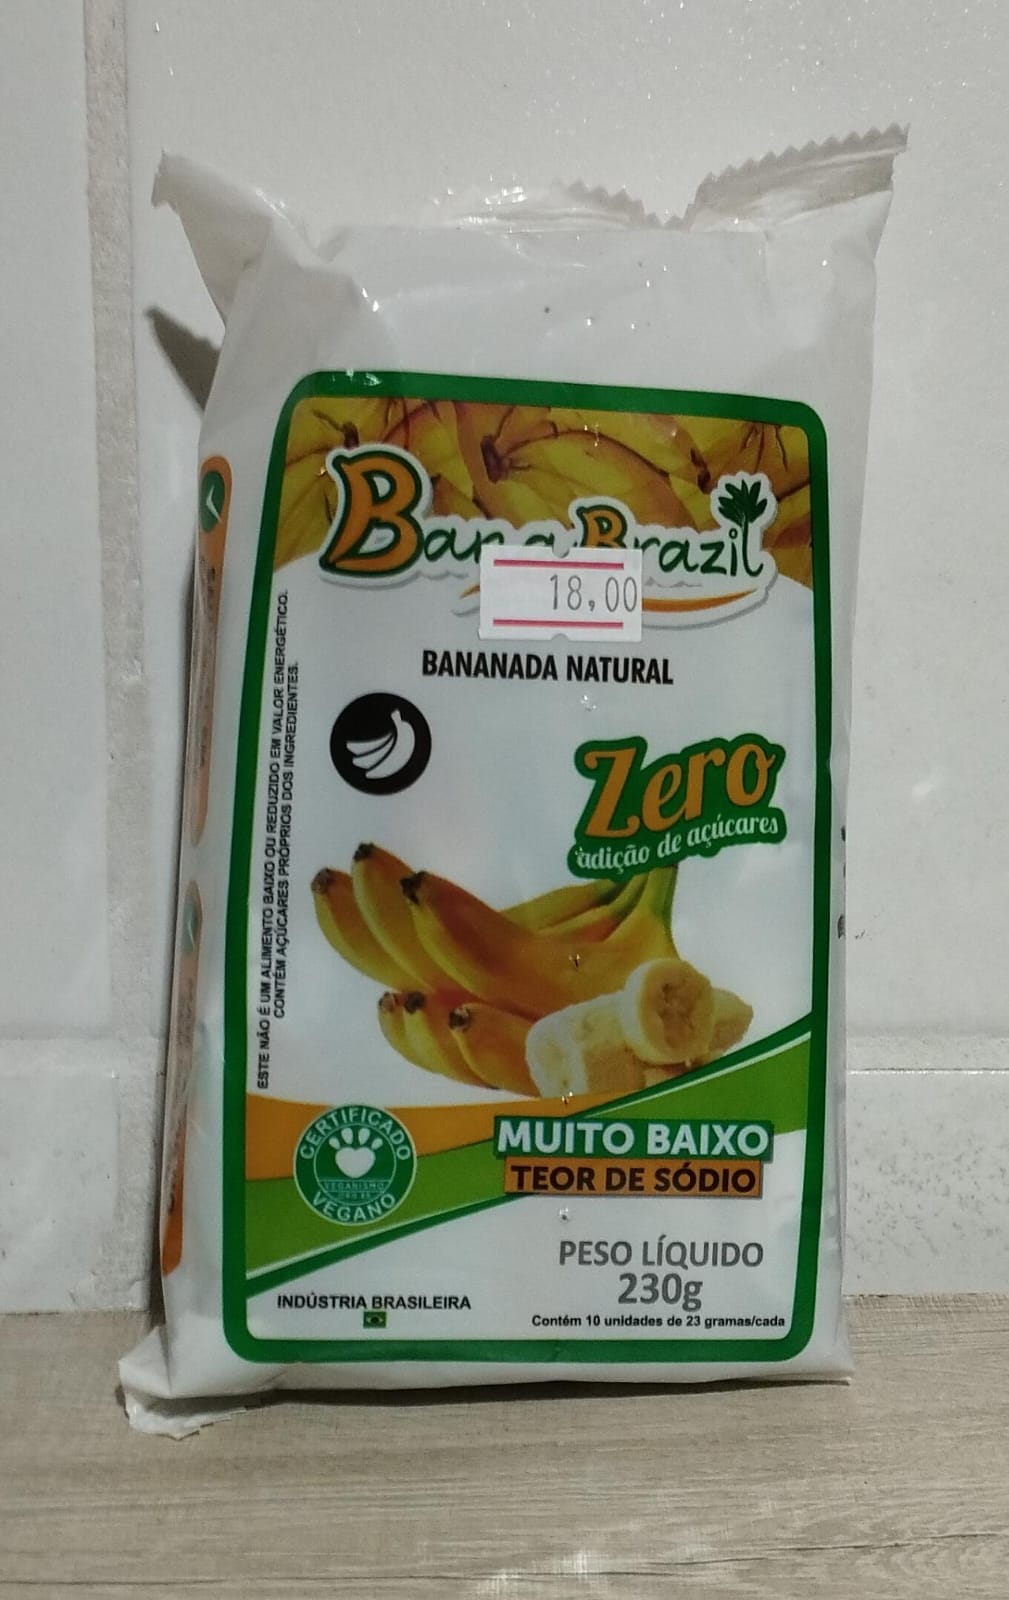 BanaBrazil
18,00
BANANADA NATURAL
Zero
adição de açúcares
ESTE NÃO É UM ALIMENTO BAIXO OU REDUZIDO EM VALOR ENERGÉTICO.
CONTÉM AÇÚCARES PRÓPRIOS DOS INGREDIENTES.
CERTIFICADO
VEGANISMO
VEGANO
MUITO BAIXO
TEOR DE SÓDIO
PESO LÍQUIDO
230g
INDÚSTRIA BRASILEIRA
Contém 10 unidades de 23 gramas/cada